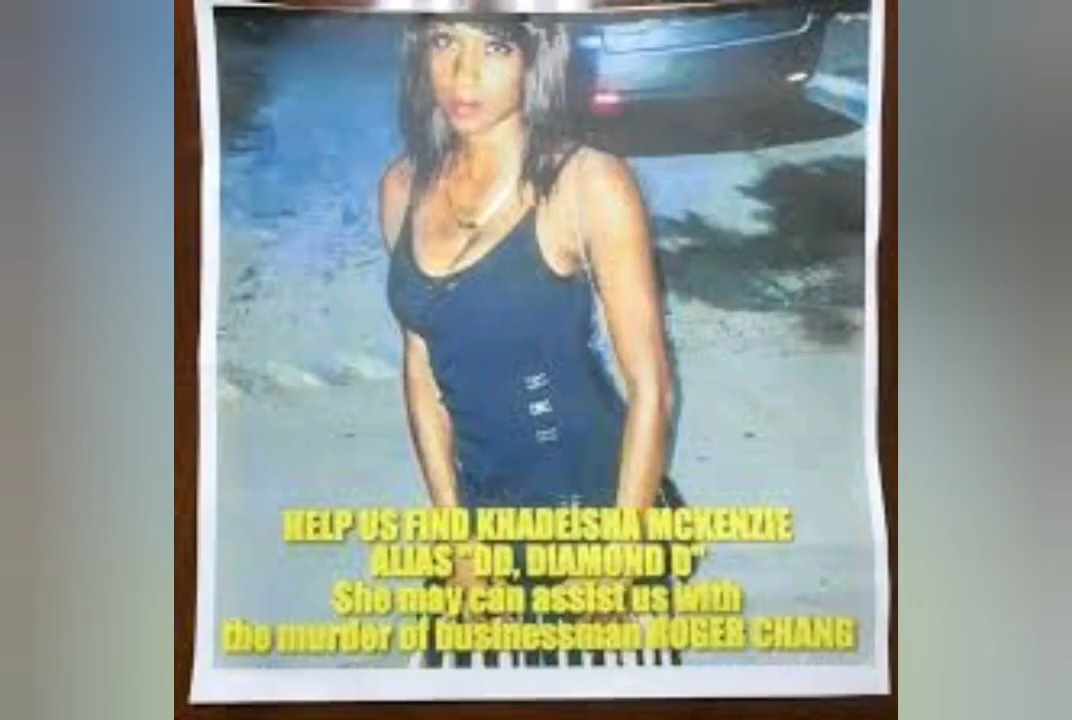 HELP US FIND KHADEISHA MCKENZIE
ALIAS "DD, DIAMOND D"
She may can assist us with
the murder of businessman ROGER CHANG